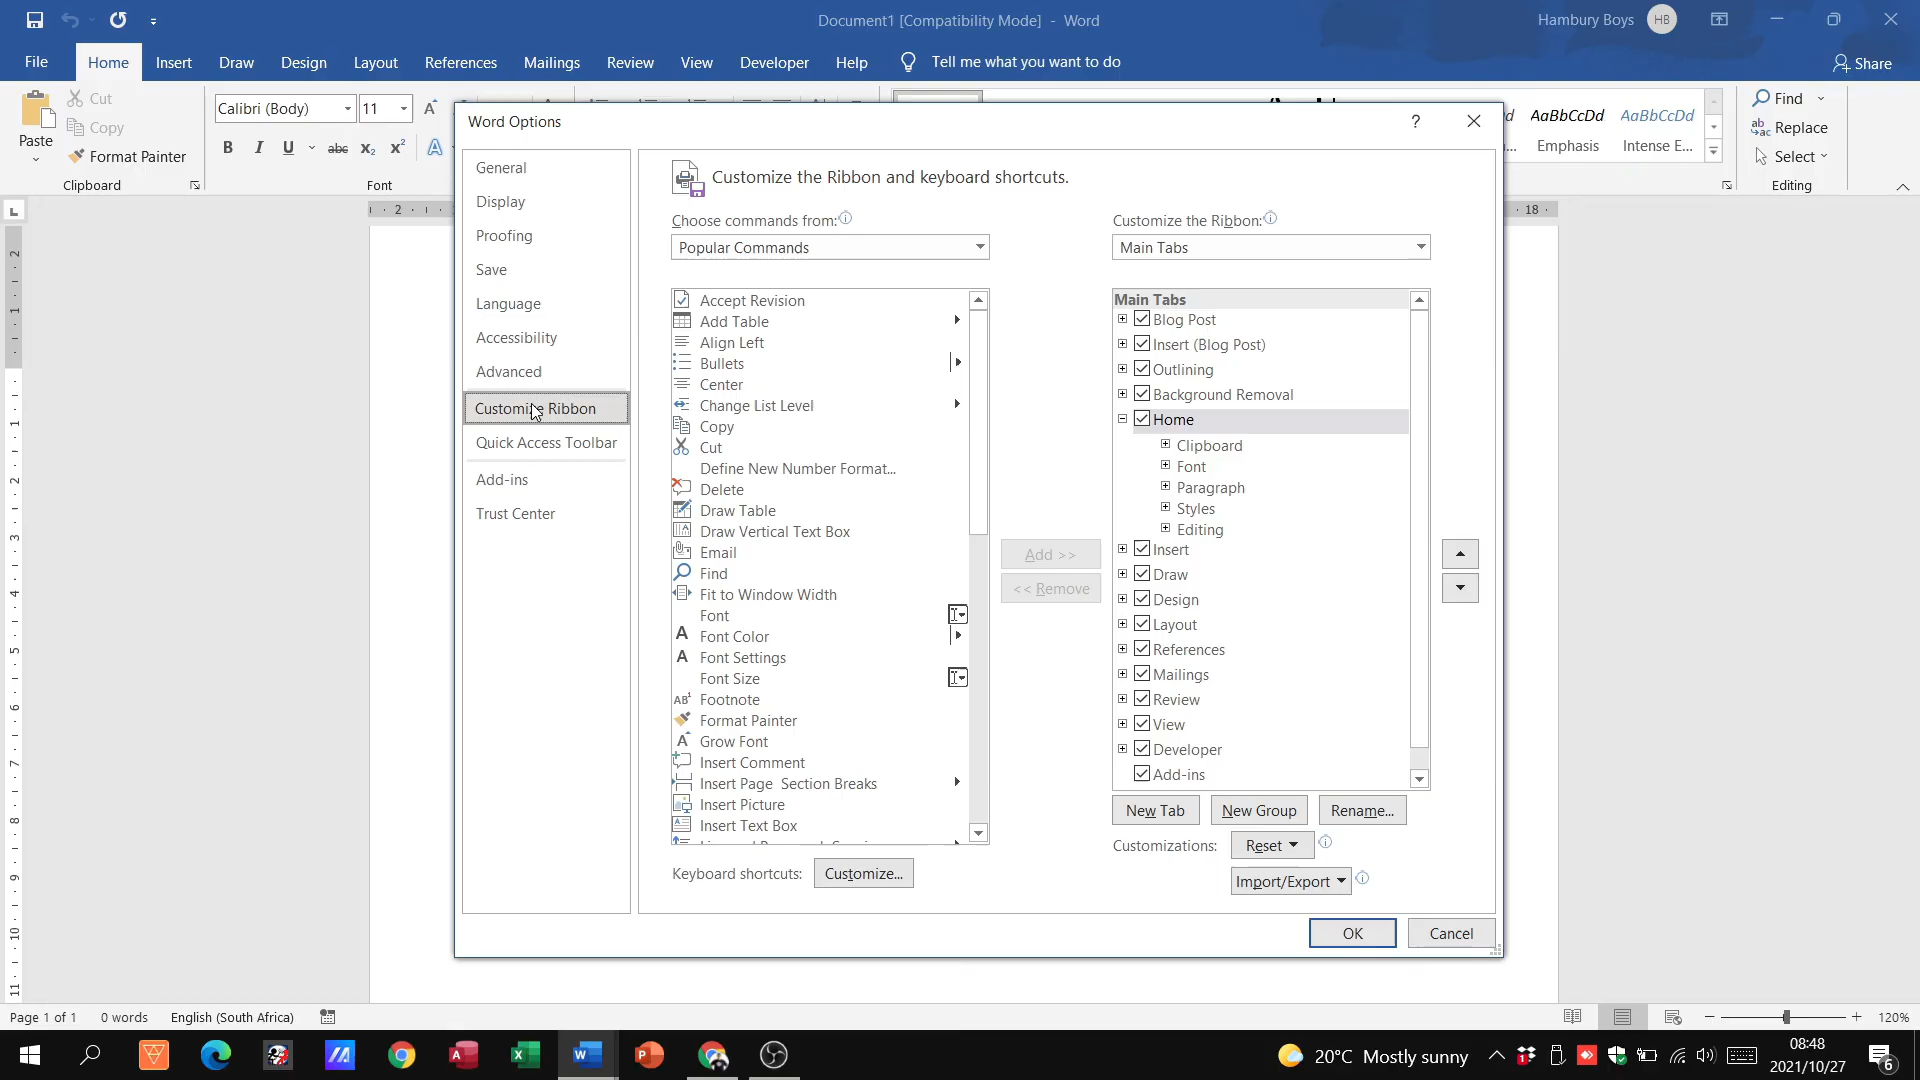 Document1 [Compatibility Mode] - Word
Hambury Boys
HB
File
Home
Insert
Draw
Design
Layout
References
Mailings
Review
View
Developer
Help
Tell me what you want to do
Share
Cut
Copy
Paste
Format Painter
Clipboard
Calibri (Body)
11
B I U abc x₂ x²
Font
AaBbCcDd
AaBbCcDd
Emphasis
Intense E...
Find
Replace
Select
Editing
Word Options
General
Display
Proofing
Save
Language
Accessibility
Advanced
Customize Ribbon
Quick Access Toolbar
Add-ins
Trust Center
Customize the Ribbon and keyboard shortcuts.
Choose commands from:
Popular Commands
Accept Revision
Add Table
Align Left
Bullets
Center
Change List Level
Copy
Cut
Define New Number Format...
Delete
Draw Table
Draw Vertical Text Box
Email
Find
Fit to Window Width
Font
Font Color
Font Settings
Font Size
Footnote
Format Painter
Grow Font
Insert Comment
Insert Page Section Breaks
Insert Picture
Insert Text Box
Keyboard shortcuts:
Customize...
Add >>
<< Remove
Customize the Ribbon:
Main Tabs
Main Tabs
Blog Post
Insert (Blog Post)
Outlining
Background Removal
Home
Clipboard
Font
Paragraph
Styles
Editing
Insert
Draw
Design
Layout
References
Mailings
Review
View
Developer
Add-ins
New Tab
New Group
Rename...
Customizations:
Reset
Import/Export
OK
Cancel
Page 1 of 1
0 words
English (South Africa)
120%
20°C Mostly sunny
08:48
2021/10/27
6